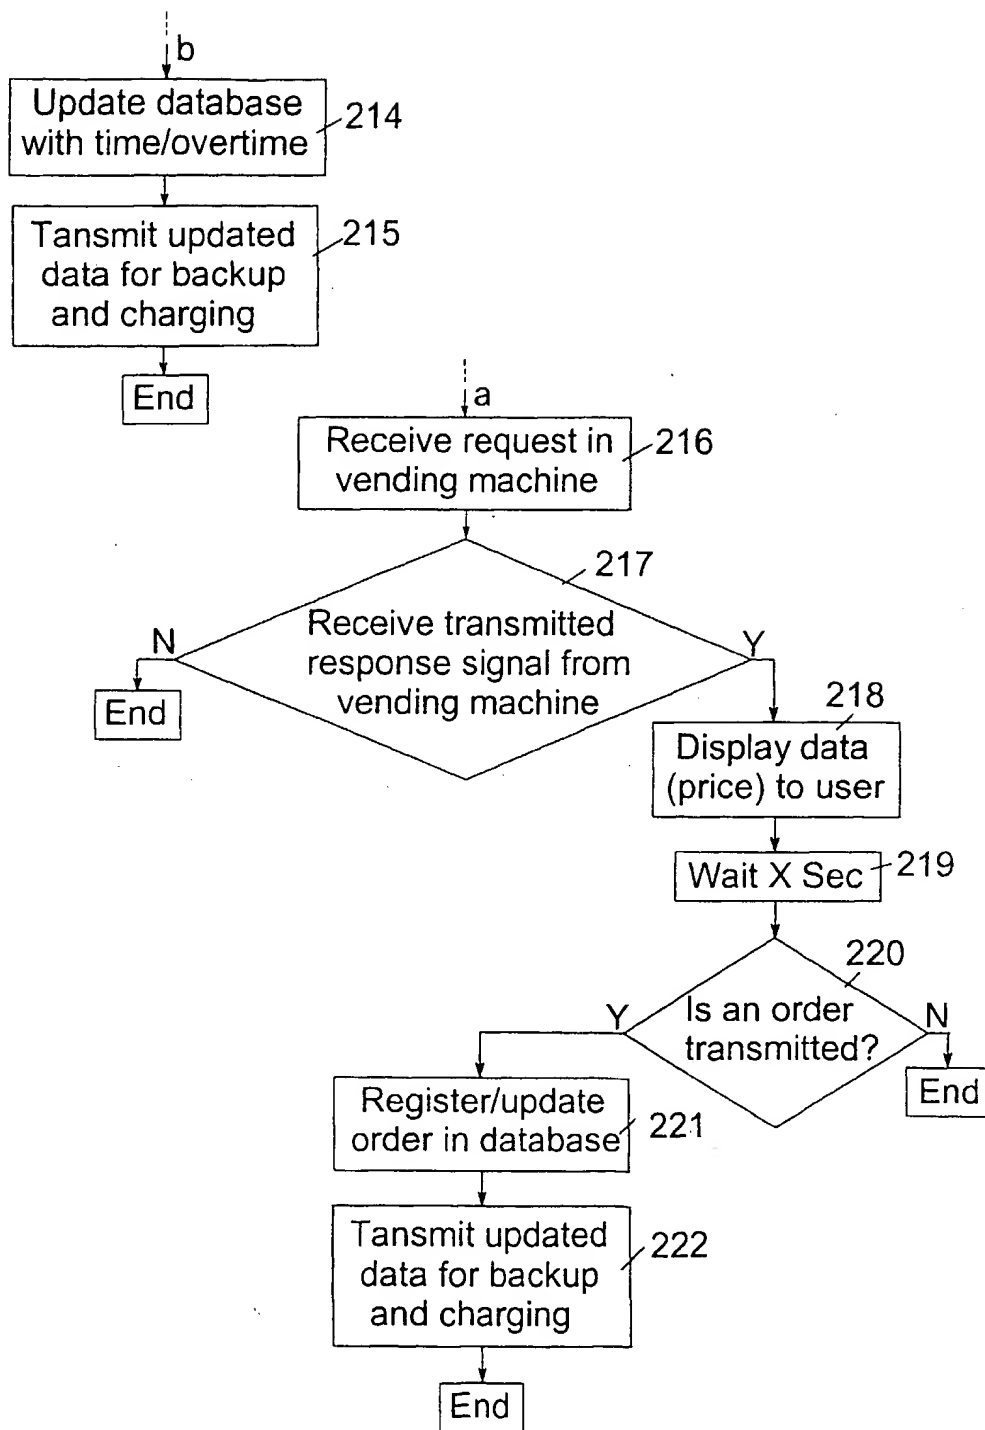 b
Update database
with time/overtime
214
Tansmit updated
data for backup
and charging
215
End
a
Receive request in
vending machine
216
217
Receive transmitted
response signal from
vending machine
N
Y
End
218
Display data
(price) to user
Wait X Sec
219
220
Is an order
transmitted?
Y
N
End
Register/update
order in database
221
Tansmit updated
data for backup
and charging
222
End